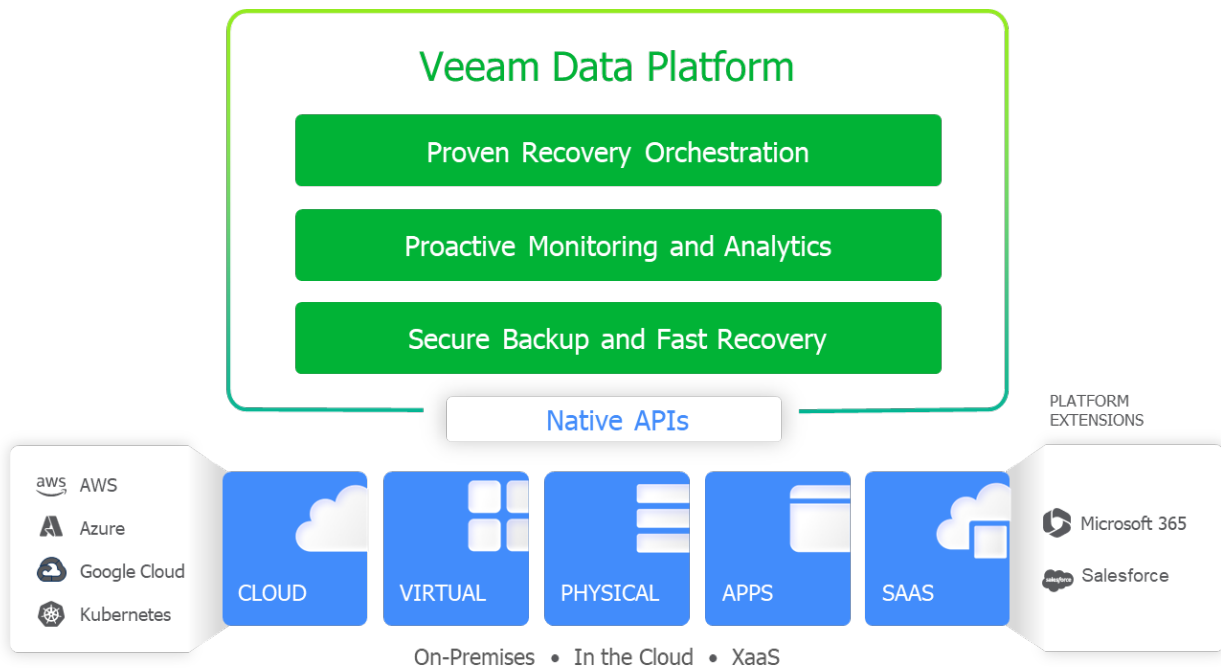 Veeam Data Platform
Proven Recovery Orchestration
Proactive Monitoring and Analytics
Secure Backup and Fast Recovery
Native APIs
PLATFORM
EXTENSIONS
aws AWS
Azure
Google Cloud
Kubernetes
CLOUD
VIRTUAL
PHYSICAL
APPS
SAAS
Microsoft 365
salesforce Salesforce
On-Premises • In the Cloud • XaaS